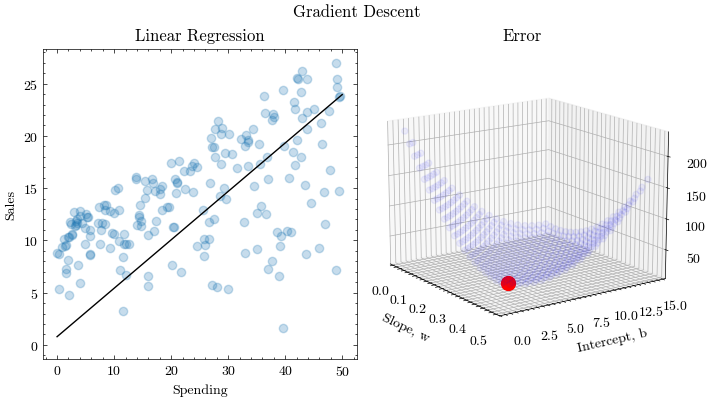 Gradient Descent
Linear Regression
Error
25
20
15
10
5
0
Sales
0 10 20 30 40 50
Spending
200
150
100
50
0.0 0.1 0.2 0.3 0.4 0.5
Slope, w
0.0 2.5 5.0 7.5 10.0 12.5 15.0
Intercept, b